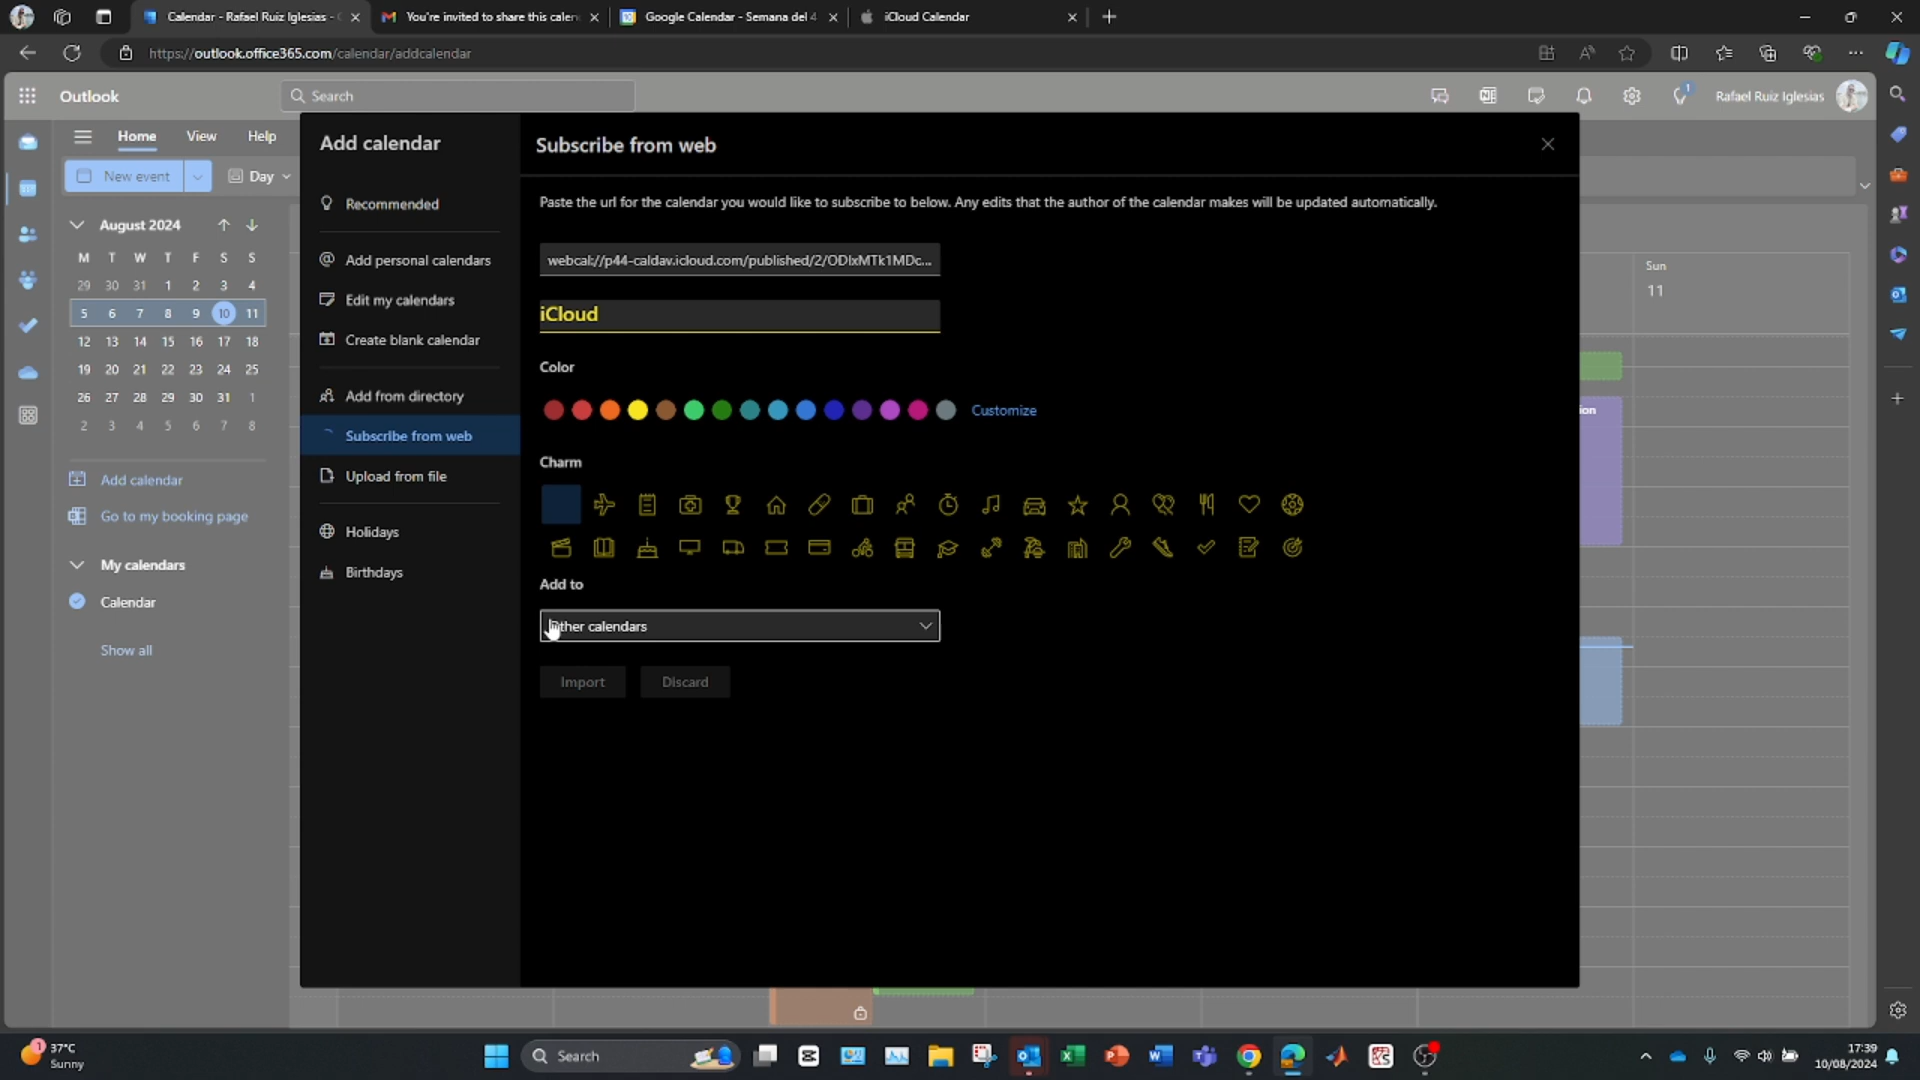 Calendar - Rafael Ruiz Iglesias -
You're invited to share this calen
Google Calendar - Semana del 4
iCloud Calendar
https://outlook.office365.com/calendar/addcalendar
Outlook
Search
1
Rafael Ruiz Iglesias
Home View Help
New event
Day
August 2024
M T W T F S S
29 30 31 1 2 3 4
5 6 7 8 9 10 11
12 13 14 15 16 17 18
19 20 21 22 23 24 25
26 27 28 29 30 31 1
2 3 4 5 6 7 8
Add calendar
Go to my booking page
My calendars
Calendar
Show all
Add calendar
Recommended
Add personal calendars
Edit my calendars
Create blank calendar
Add from directory
Subscribe from web
Upload from file
Holidays
Birthdays
Subscribe from web
Paste the url for the calendar you would like to subscribe to below. Any edits that the author of the calendar makes will be updated automatically.
webcal://p44-caldav.icloud.com/published/2/ODIxMTk1MDc...
iCloud
Color
Customize
Charm
Add to
ther calendars
Import
Discard
Sun
11
ion
1
37°C
Sunny
Search
17:39
10/08/2024